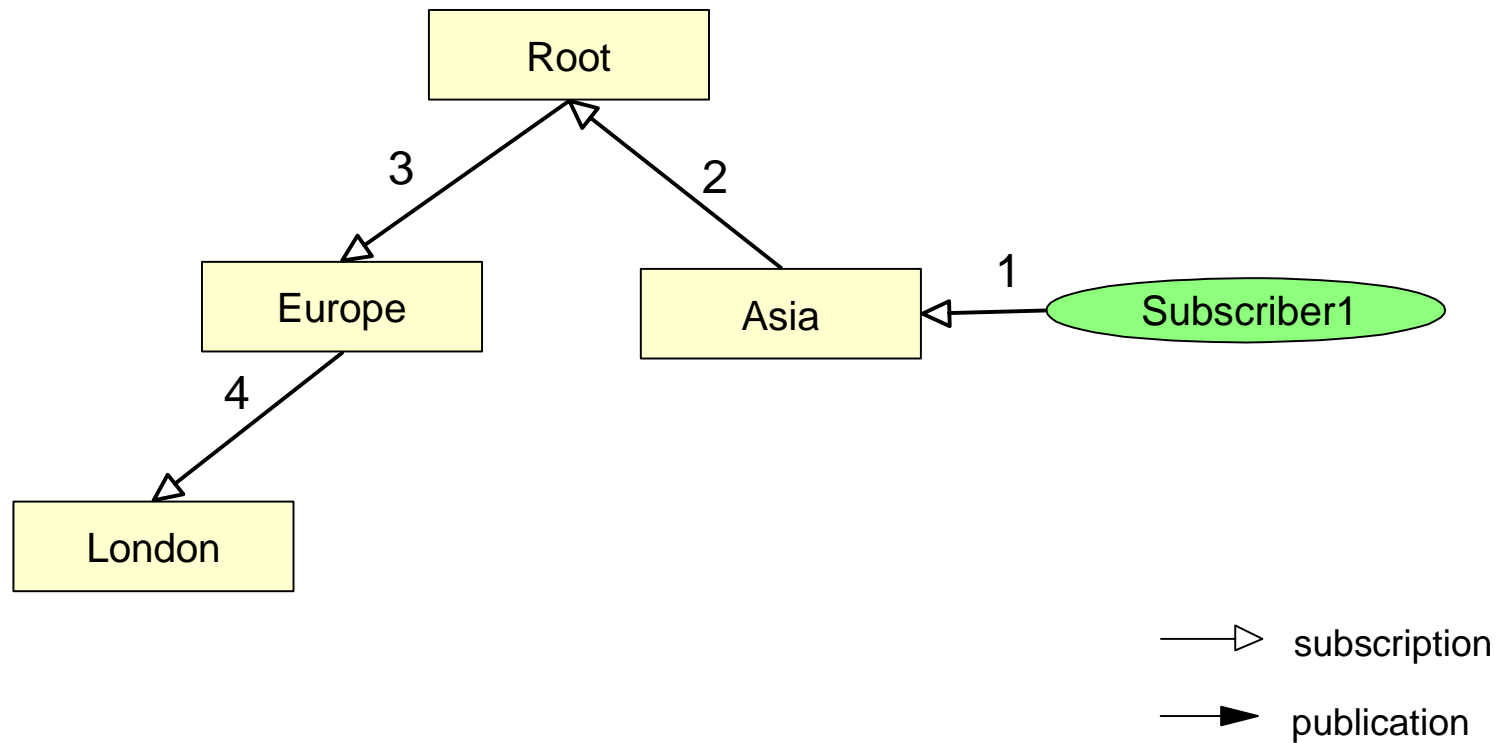 Root
3
2
Europe
Asia
1
Subscriber1
4
London
subscription
publication